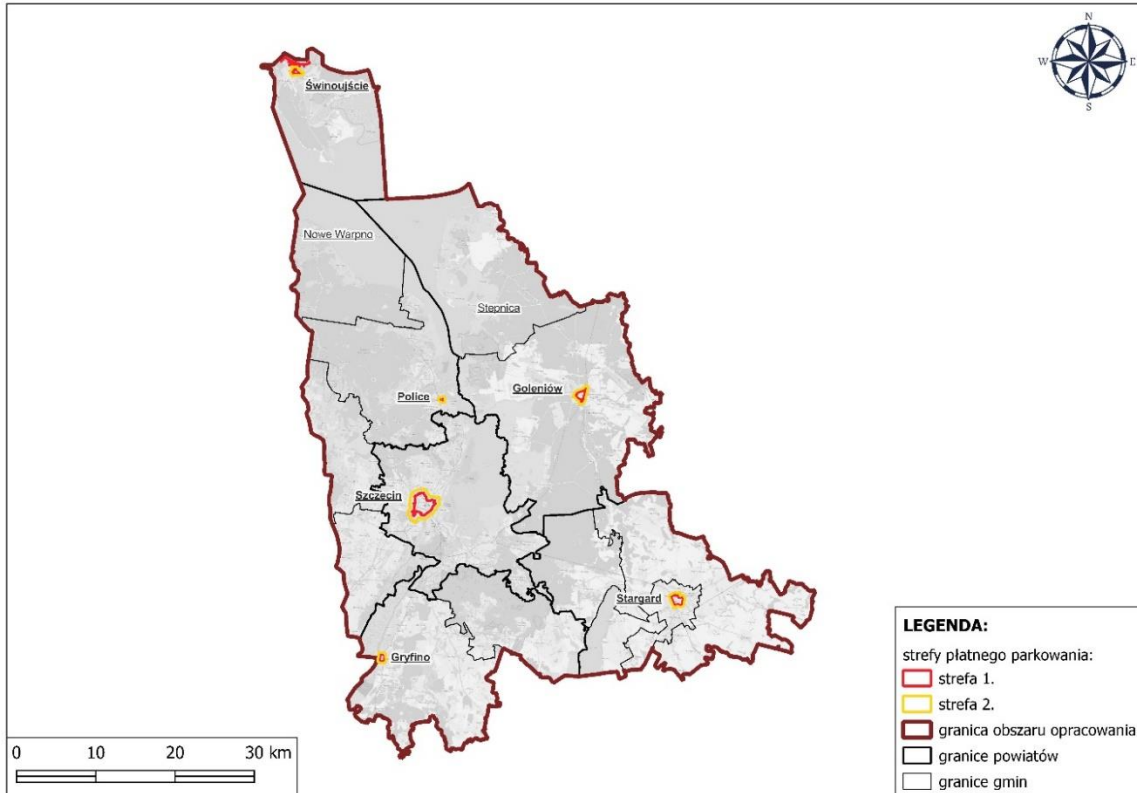 N
W E
S
Świnoujście
Nowe Warpno
Stepnica
Goleniów
Police
Szczecin
Stargard
Gryfino
LEGENDA:
strefy płatnego parkowania:
strefa 1.
strefa 2.
granica obszaru opracowania
granice powiatów
granice gmin
0 10 20 30 km